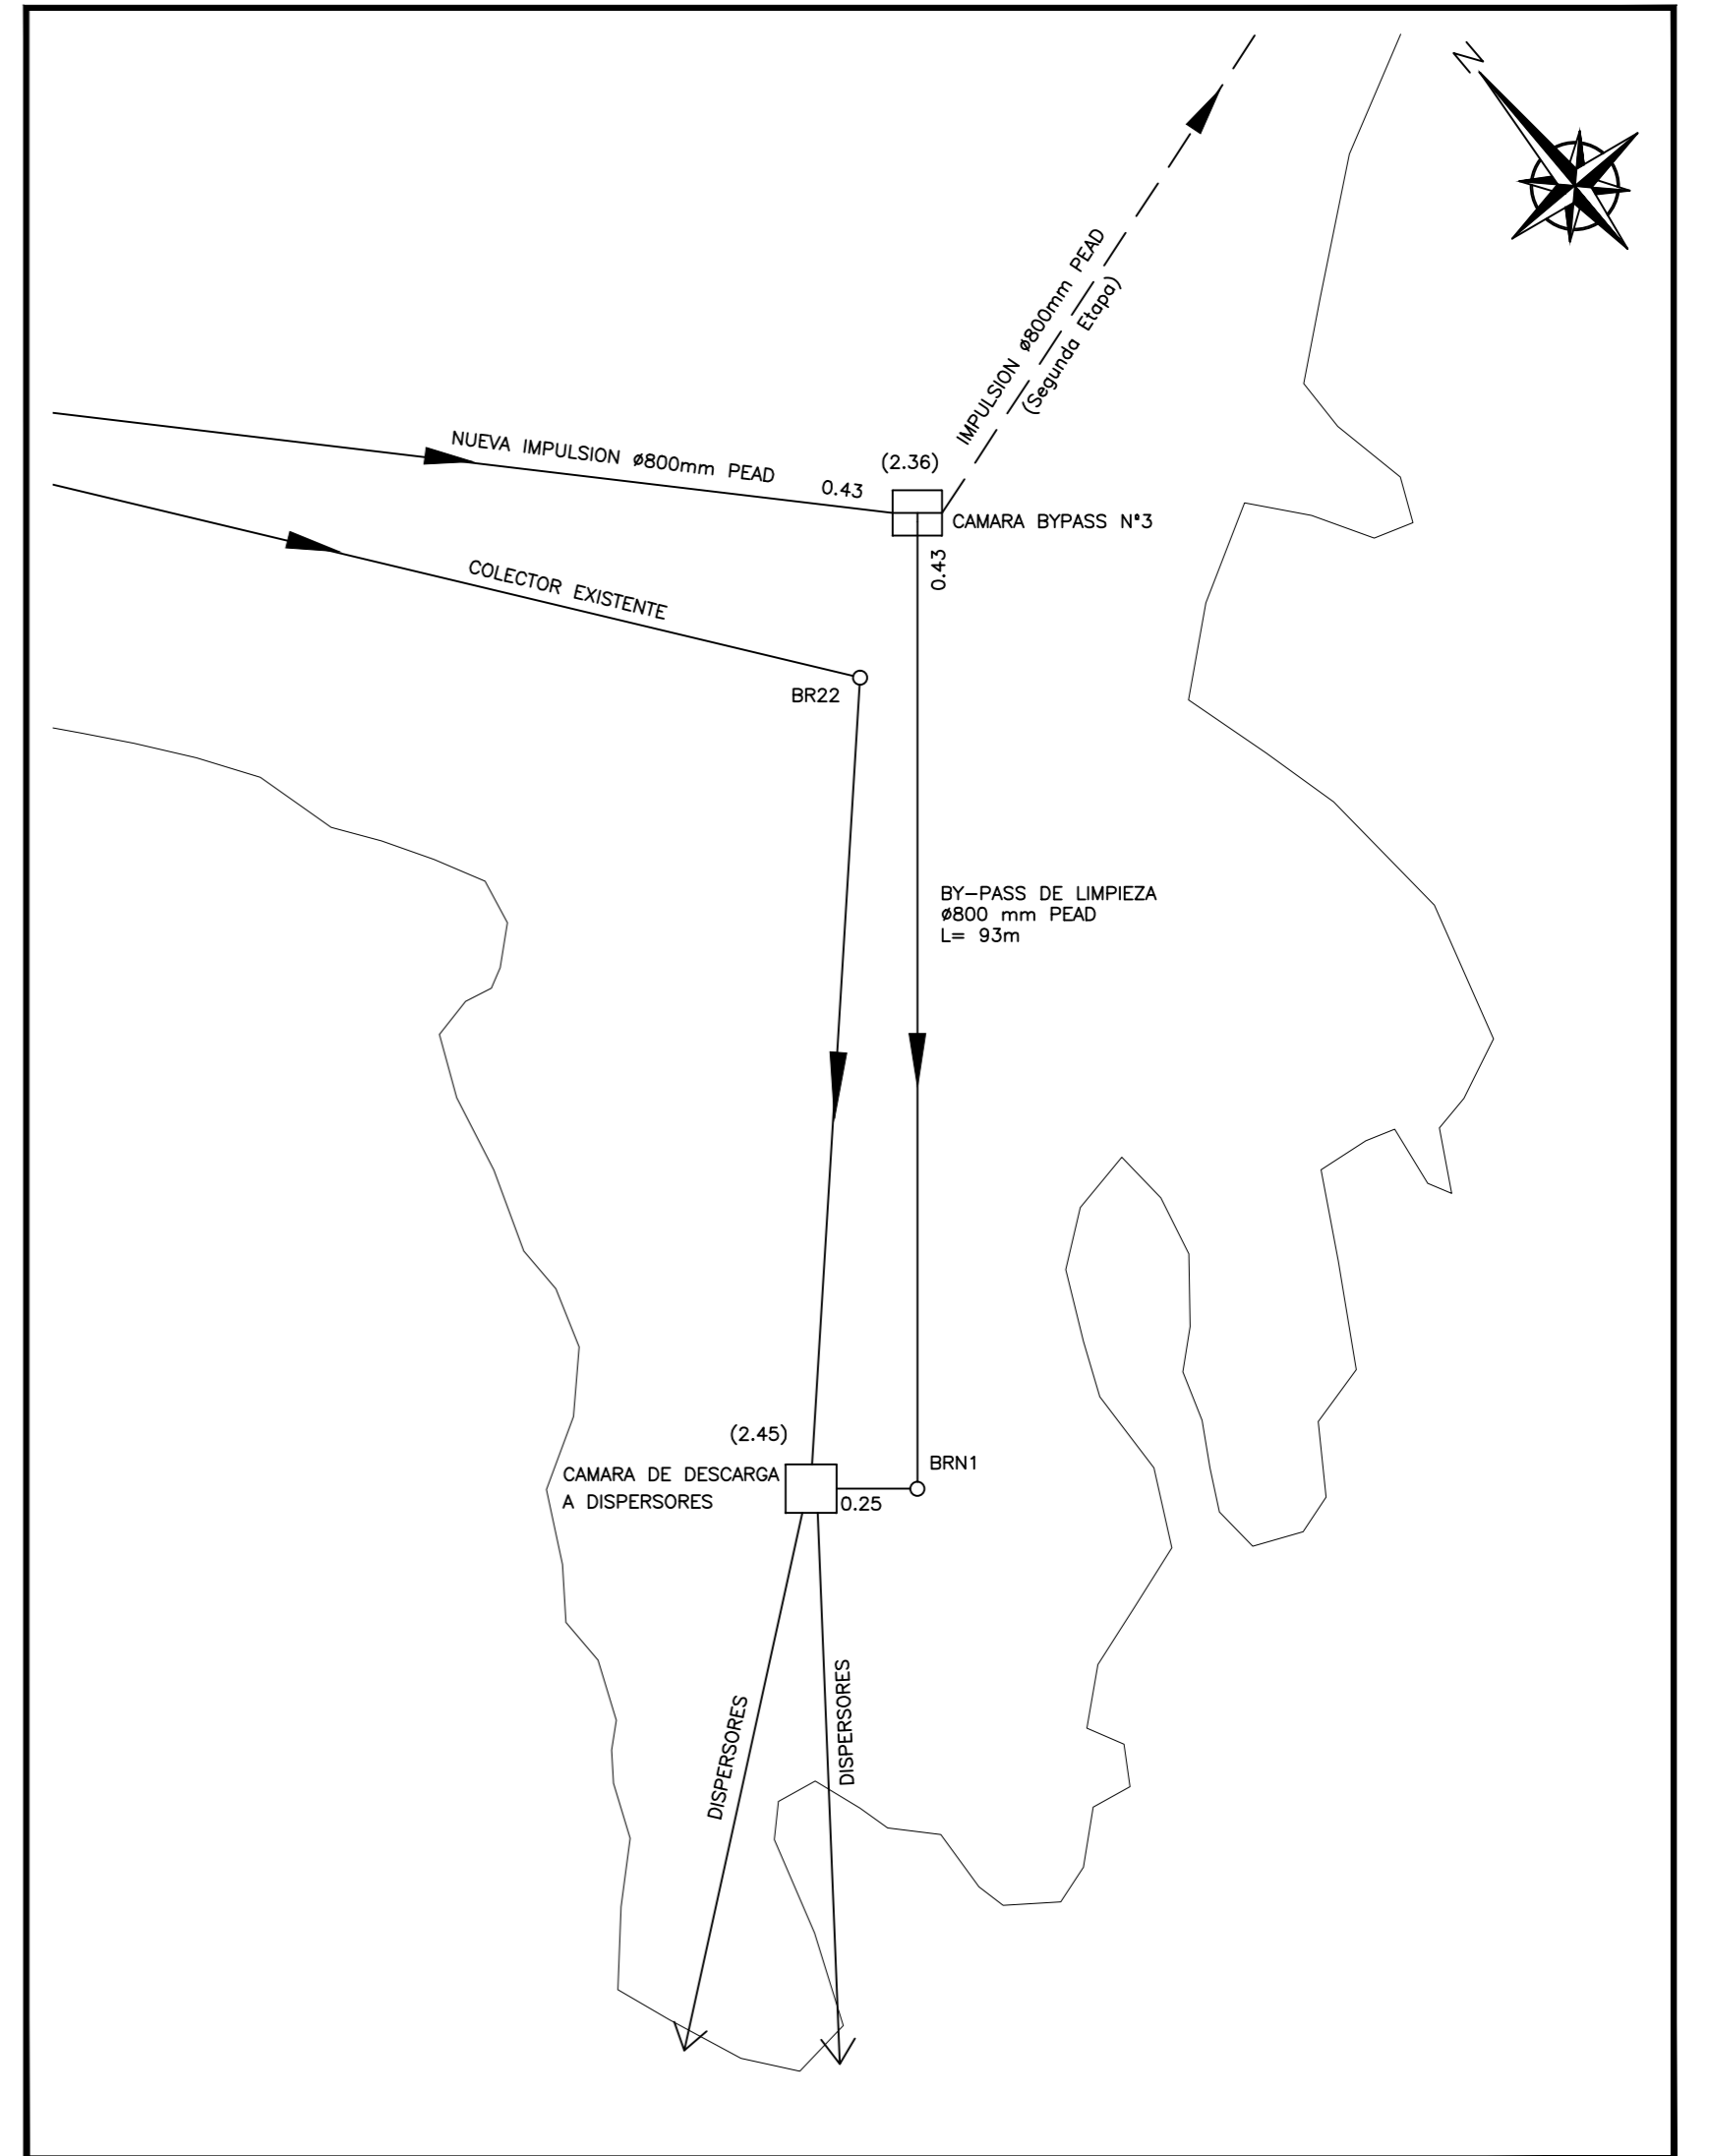 N
IMPULSION ø800mm PEAD
(Segunda Etapa)
NUEVA IMPULSION ø800mm PEAD
0.43
(2.36)
CAMARA BYPASS N°3
0.43
COLECTOR EXISTENTE
BR22
BY-PASS DE LIMPIEZA
ø800 mm PEAD
L= 93m
(2.45)
CAMARA DE DESCARGA
A DISPERSORES
BRN1
0.25
DISPERSORES
DISPERSORES